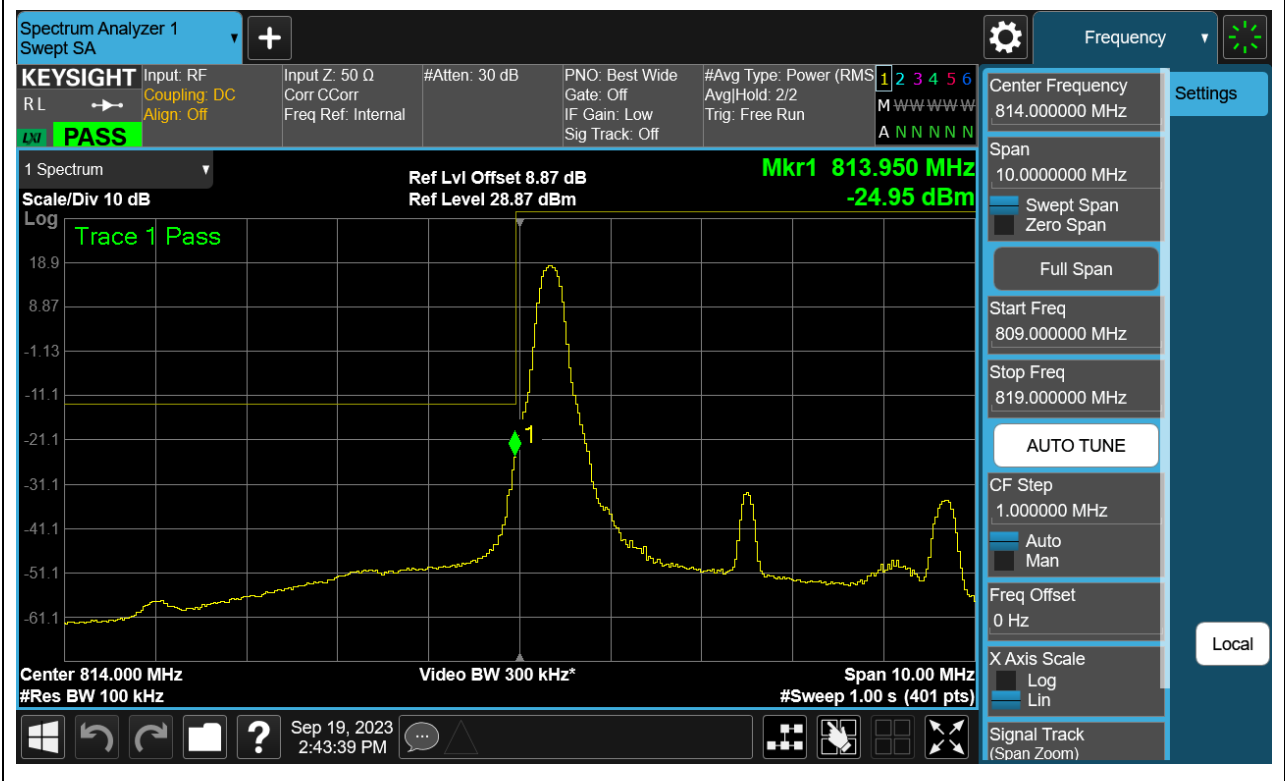 Spectrum Analyzer 1
Swept SA
+
Frequency
KEYSIGHT
R L
LXI
PASS
Input: RF
Coupling: DC
Align: Off
Input Z: 50 Ω
Corr CCorr
Freq Ref: Internal
#Atten: 30 dB
PNO: Best Wide
Gate: Off
IF Gain: Low
Sig Track: Off
#Avg Type: Power (RMS
Avg|Hold: 2/2
Trig: Free Run
1 2 3 4 5 6
M W W W W W
A N N N N N
1 Spectrum
Scale/Div 10 dB
Ref Lvl Offset 8.87 dB
Ref Level 28.87 dBm
Mkr1 813.950 MHz
-24.95 dBm
Log
Trace 1 Pass
18.9
8.87
-1.13
-11.1
-21.1
-31.1
-41.1
-51.1
-61.1
1
Center 814.000 MHz
#Res BW 100 kHz
Video BW 300 kHz*
Span 10.00 MHz
#Sweep 1.00 s (401 pts)
Center Frequency
814.000000 MHz
Settings
Span
10.0000000 MHz
Swept Span
Zero Span
Full Span
Start Freq
809.000000 MHz
Stop Freq
819.000000 MHz
AUTO TUNE
CF Step
1.000000 MHz
Auto
Man
Freq Offset
0 Hz
Local
X Axis Scale
Log
Lin
Signal Track
(Span Zoom)
?
Sep 19, 2023
2:43:39 PM